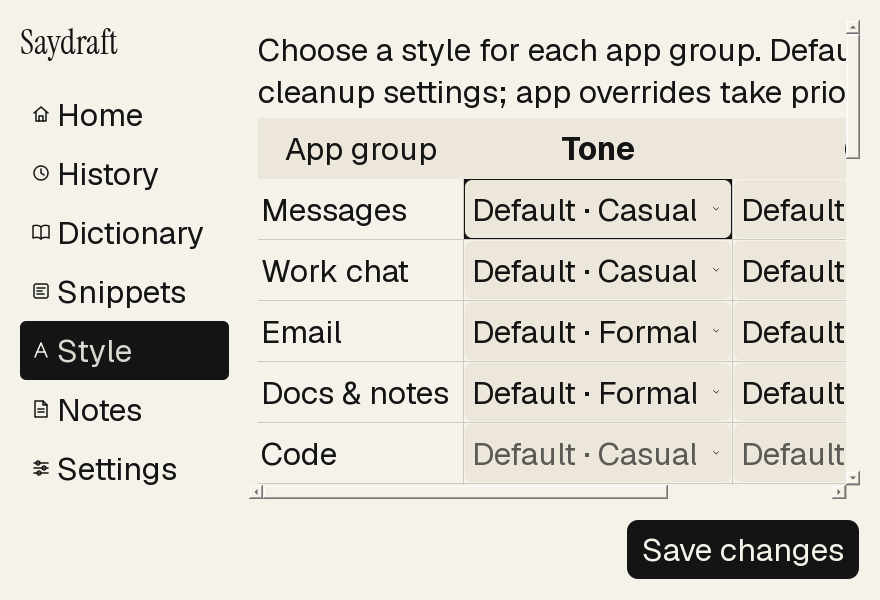 Saydraft
Home
History
Dictionary
Snippets
Style
Notes
Settings
Choose a style for each app group.
cleanup settings; app overrides take
App group Tone
Messages Default · Casual Default
Work chat Default · Casual Default
Email Default · Formal Default
Docs & notes Default · Formal Default
Code Default · Casual Default
Save changes